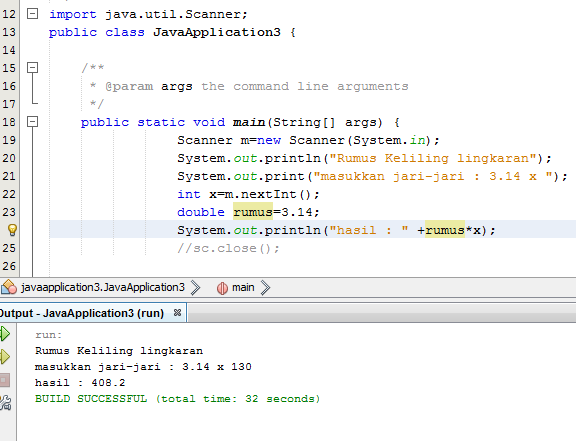 12 import java.util.Scanner;
13 public class JavaApplication3 {
14
15 /**
16 * @param args the command line arguments
17 */
18 public static void main(String[] args) {
19 Scanner m=new Scanner(System.in);
20 System.out.println("Rumus Keliling lingkaran");
21 System.out.print("masukkan jari-jari : 3.14 x ");
22 int x=m.nextInt();
23 double rumus=3.14;
System.out.println("hasil : " +rumus*x);
25 //sc.close();
26
javaapplication3.JavaApplication3 main
Output - JavaApplication3 (run)
run:
Rumus Keliling lingkaran
masukkan jari-jari : 3.14 x 130
hasil : 408.2
BUILD SUCCESSFUL (total time: 32 seconds)